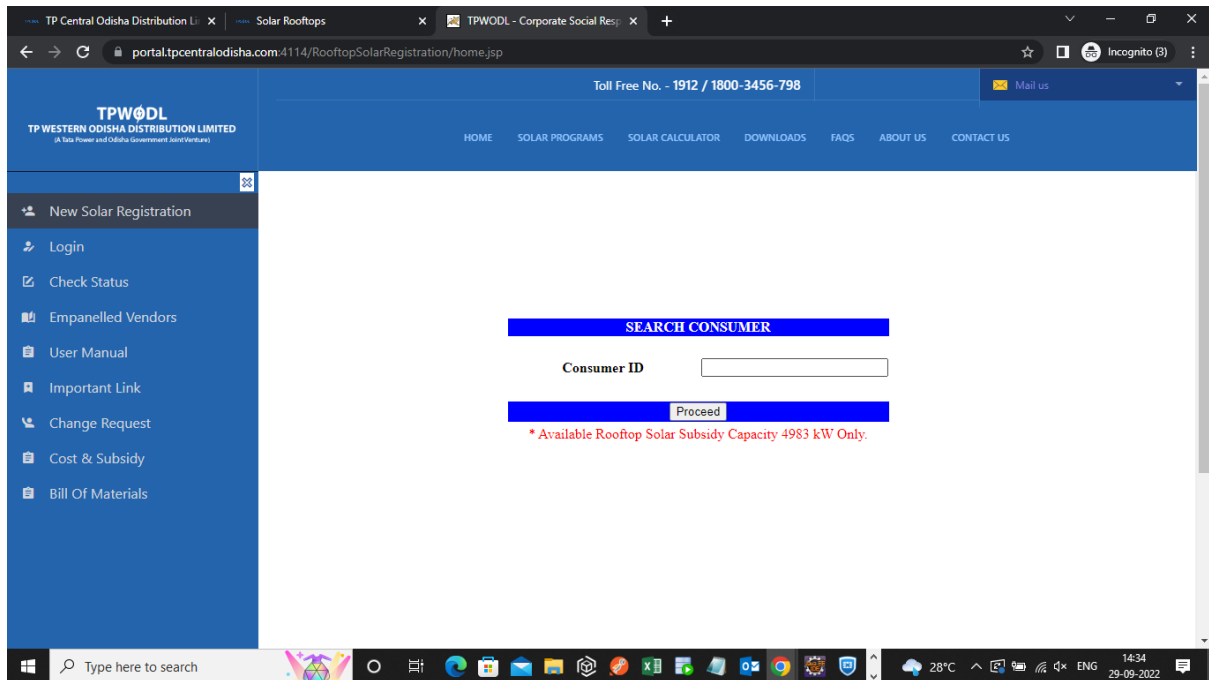 TP Central Odisha Distribution Li
Solar Rooftops
TPWODL - Corporate Social Resp
portal.tpcentralodisha.com:4114/RooftopSolarRegistration/home.jsp
Incognito (3)
Toll Free No. - 1912 / 1800-3456-798
Mail us
TPWØDL
TP WESTERN ODISHA DISTRIBUTION LIMITED
(A Tata Power and Odisha Government Joint Venture)
HOME SOLAR PROGRAMS SOLAR CALCULATOR DOWNLOADS FAQS ABOUT US CONTACT US
New Solar Registration
Login
Check Status
Empanelled Vendors
User Manual
Important Link
Change Request
Cost & Subsidy
Bill Of Materials
SEARCH CONSUMER
Consumer ID
Proceed
* Available Rooftop Solar Subsidy Capacity 4983 kW Only.
Type here to search
28°C
ENG
14:34
29-09-2022